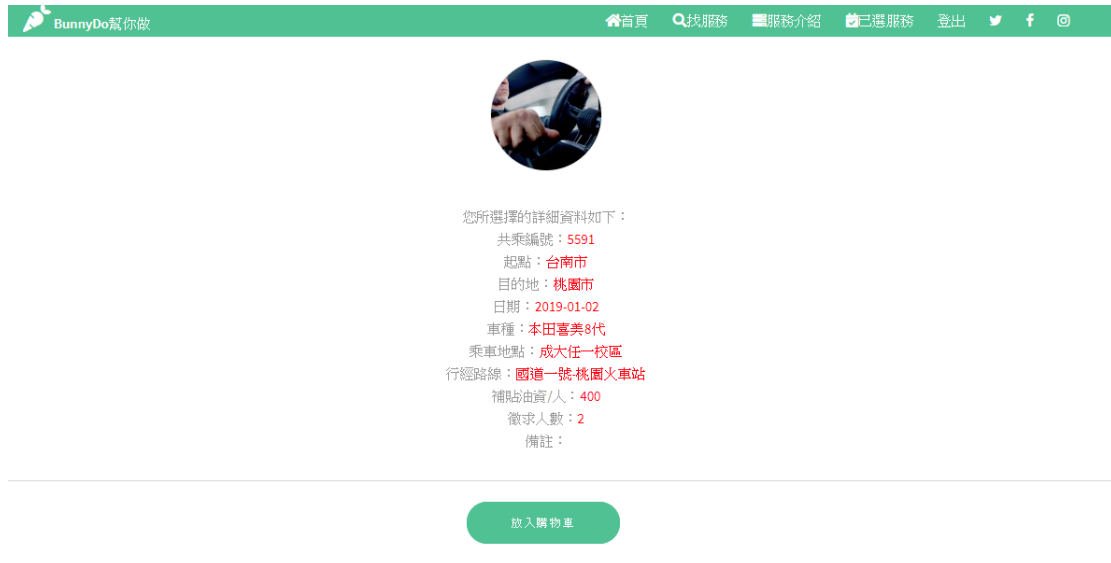 BunnyDo幫你做
首頁 找服務 服務介紹 已選服務 登出
您所選擇的詳細資料如下：
共乘編號：5591
起點：台南市
目的地：桃園市
日期：2019-01-02
車種：本田喜美8代
乘車地點：成大任一校區
行經路線：國道一號-桃園火車站
補貼油資/人：400
徵求人數：2
備註：
放入購物車